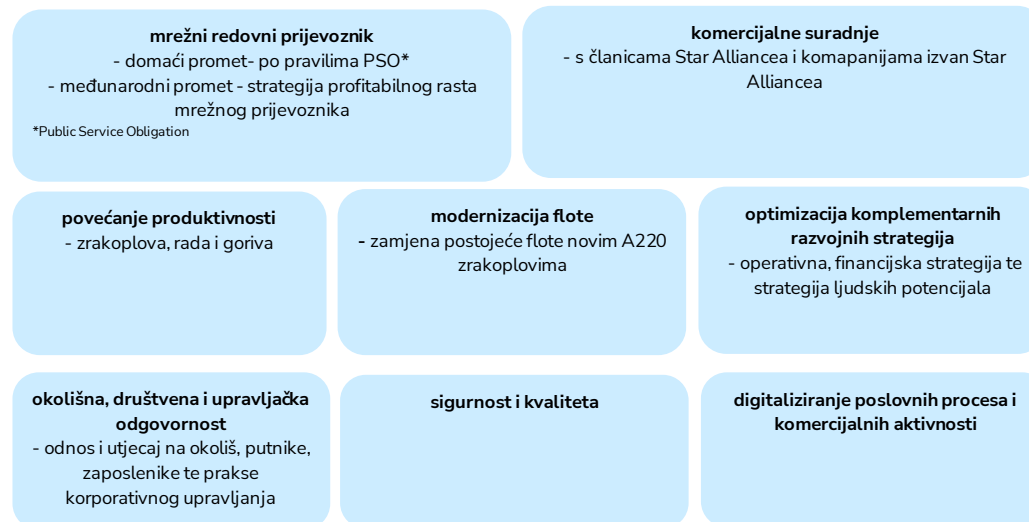 mrežni redovni prijevoznik
- domaći promet- po pravilima PSO*
- međunarodni promet - strategija profitabilnog rasta
mrežnog prijevoznika
*Public Service Obligation
komercijalne suradnje
- s članicama Star Alliancea i komapanijama izvan Star
Alliancea
povećanje produktivnosti
- zrakoplova, rada i goriva
modernizacija flote
- zamjena postojeće flote novim A220
zrakoplovima
optimizacija komplementarnih
razvojnih strategija
- operativna, financijska strategija te
strategija ljudskih potencijala
okolišna, društvena i upravljačka
odgovornost
- odnos i utjecaj na okoliš, putnike,
zaposlenike te prakse
korporativnog upravljanja
sigurnost i kvaliteta
digitaliziranje poslovnih procesa i
komercijalnih aktivnosti